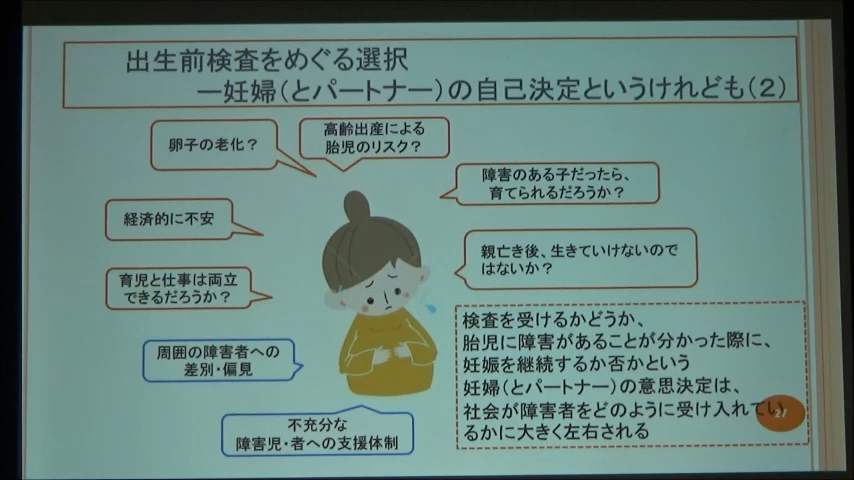 出生前検査をめぐる選択
ー妊婦(とパートナー)の自己決定というけれども(2)
卵子の老化?
高齢出産による
胎児のリスク?
障害のある子だったら、
育てられるだろうか?
経済的に不安
親亡き後、生きていけないので
はないか?
育児と仕事は両立
できるだろうか?
周囲の障害者への
差別・偏見
不充分な
障害児・者への支援体制
検査を受けるかどうか、
胎児に障害があることが分かった際に、
妊娠を継続するか否かという
妊婦(とパートナー)の意思決定は、
社会が障害者をどのように受け入れてい
るかに大きく左右される
27